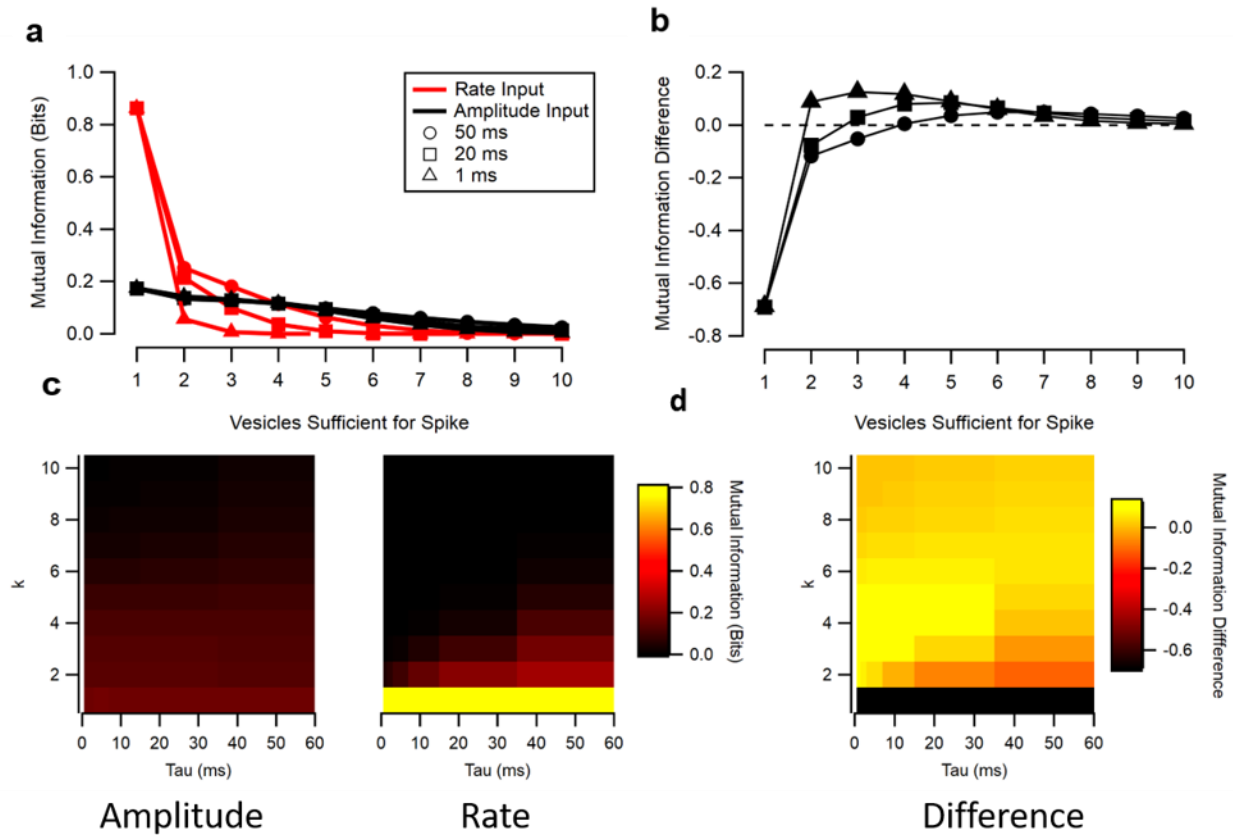 a
Mutual Information (Bits)
1.0
0.8
0.6
0.4
0.2
0.0
Rate Input
Amplitude Input
50 ms
20 ms
1 ms
1 2 3 4 5 6 7 8 9 10
Vesicles Sufficient for Spike
b
Mutual Information Difference
0.2
0.0
-0.2
-0.4
-0.6
-0.8
1 2 3 4 5 6 7 8 9 10
Vesicles Sufficient for Spike
c
k
10
8
6
4
2
0 10 20 30 40 50 60
Tau (ms)
Amplitude
0 10 20 30 40 50 60
Tau (ms)
Rate
0.8
0.6
0.4
0.2
0.0
Mutual Information (Bits)
d
k
10
8
6
4
2
0 10 20 30 40 50 60
Tau (ms)
Difference
0.0
-0.2
-0.4
-0.6
Mutual Information Diffference